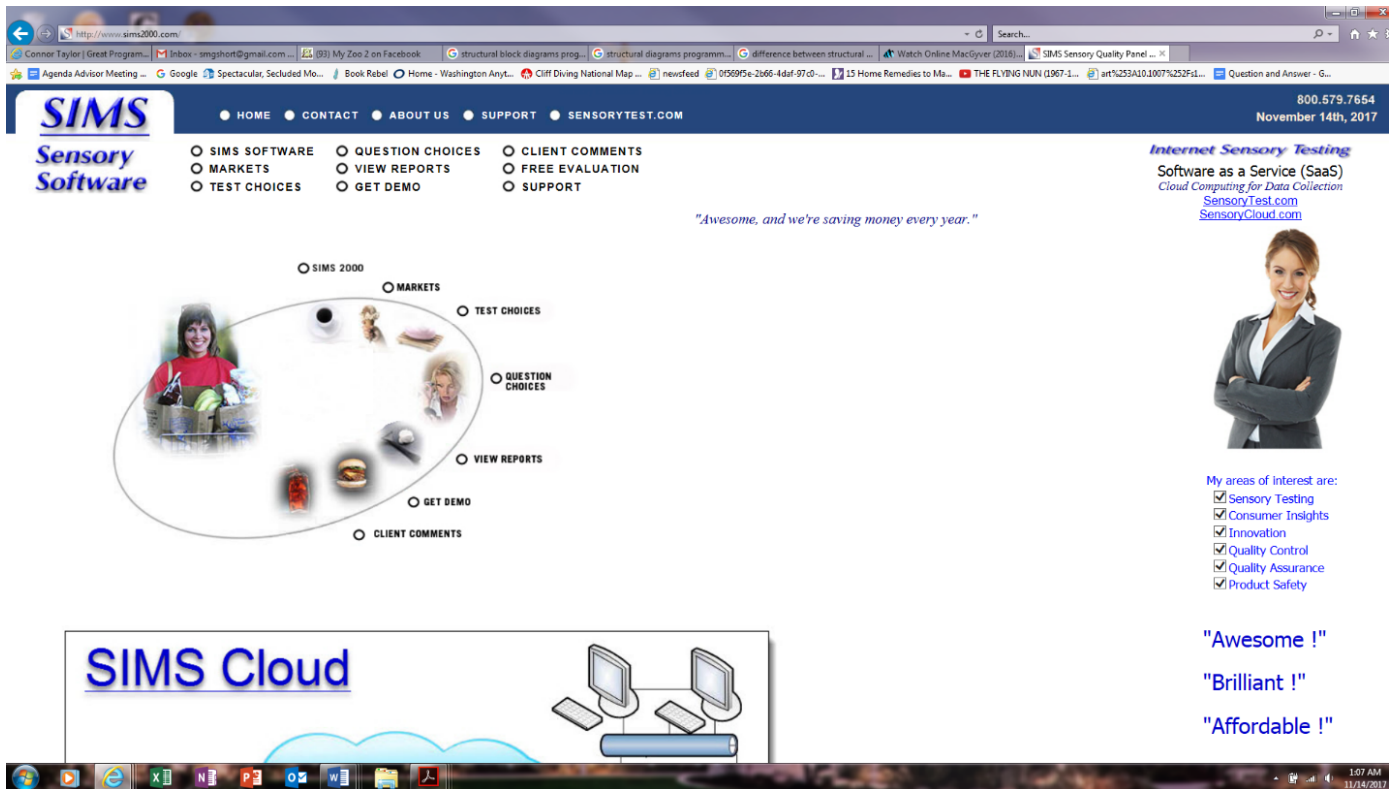 http://www.sims2000.com/
Search...
Connor Taylor | Great Program...
Inbox - smgshort@gmail.com ...
(93) My Zoo 2 on Facebook
structural block diagrams prog...
structural diagrams programm...
difference between structural ...
Watch Online MacGyver (2016)...
SIMS Sensory Quality Panel ...
Agenda Advisor Meeting ...
Google
Spectacular, Secluded Mo...
Book Rebel
Home - Washington Anyt...
Cliff Diving National Map ...
newsfeed
0f569f5e-2b66-4daf-97c0-...
15 Home Remedies to Ma...
THE FLYING NUN (1967-1...
art%253A10.1007%252Fs1...
Question and Answer - G...
SIMS
Sensory
Software
HOME CONTACT ABOUT US SUPPORT SENSORYTEST.COM
800.579.7654
November 14th, 2017
SIMS SOFTWARE QUESTION CHOICES CLIENT COMMENTS
MARKETS VIEW REPORTS FREE EVALUATION
TEST CHOICES GET DEMO SUPPORT
Internet Sensory Testing
Software as a Service (SaaS)
Cloud Computing for Data Collection
SensoryTest.com
SensoryCloud.com
"Awesome, and we're saving money every year."
SIMS 2000
MARKETS
TEST CHOICES
QUESTION
CHOICES
VIEW REPORTS
GET DEMO
CLIENT COMMENTS
My areas of interest are:
Sensory Testing
Consumer Insights
Innovation
Quality Control
Quality Assurance
Product Safety
SIMS Cloud
"Awesome !"
"Brilliant !"
"Affordable !"
1:07 AM
11/14/2017